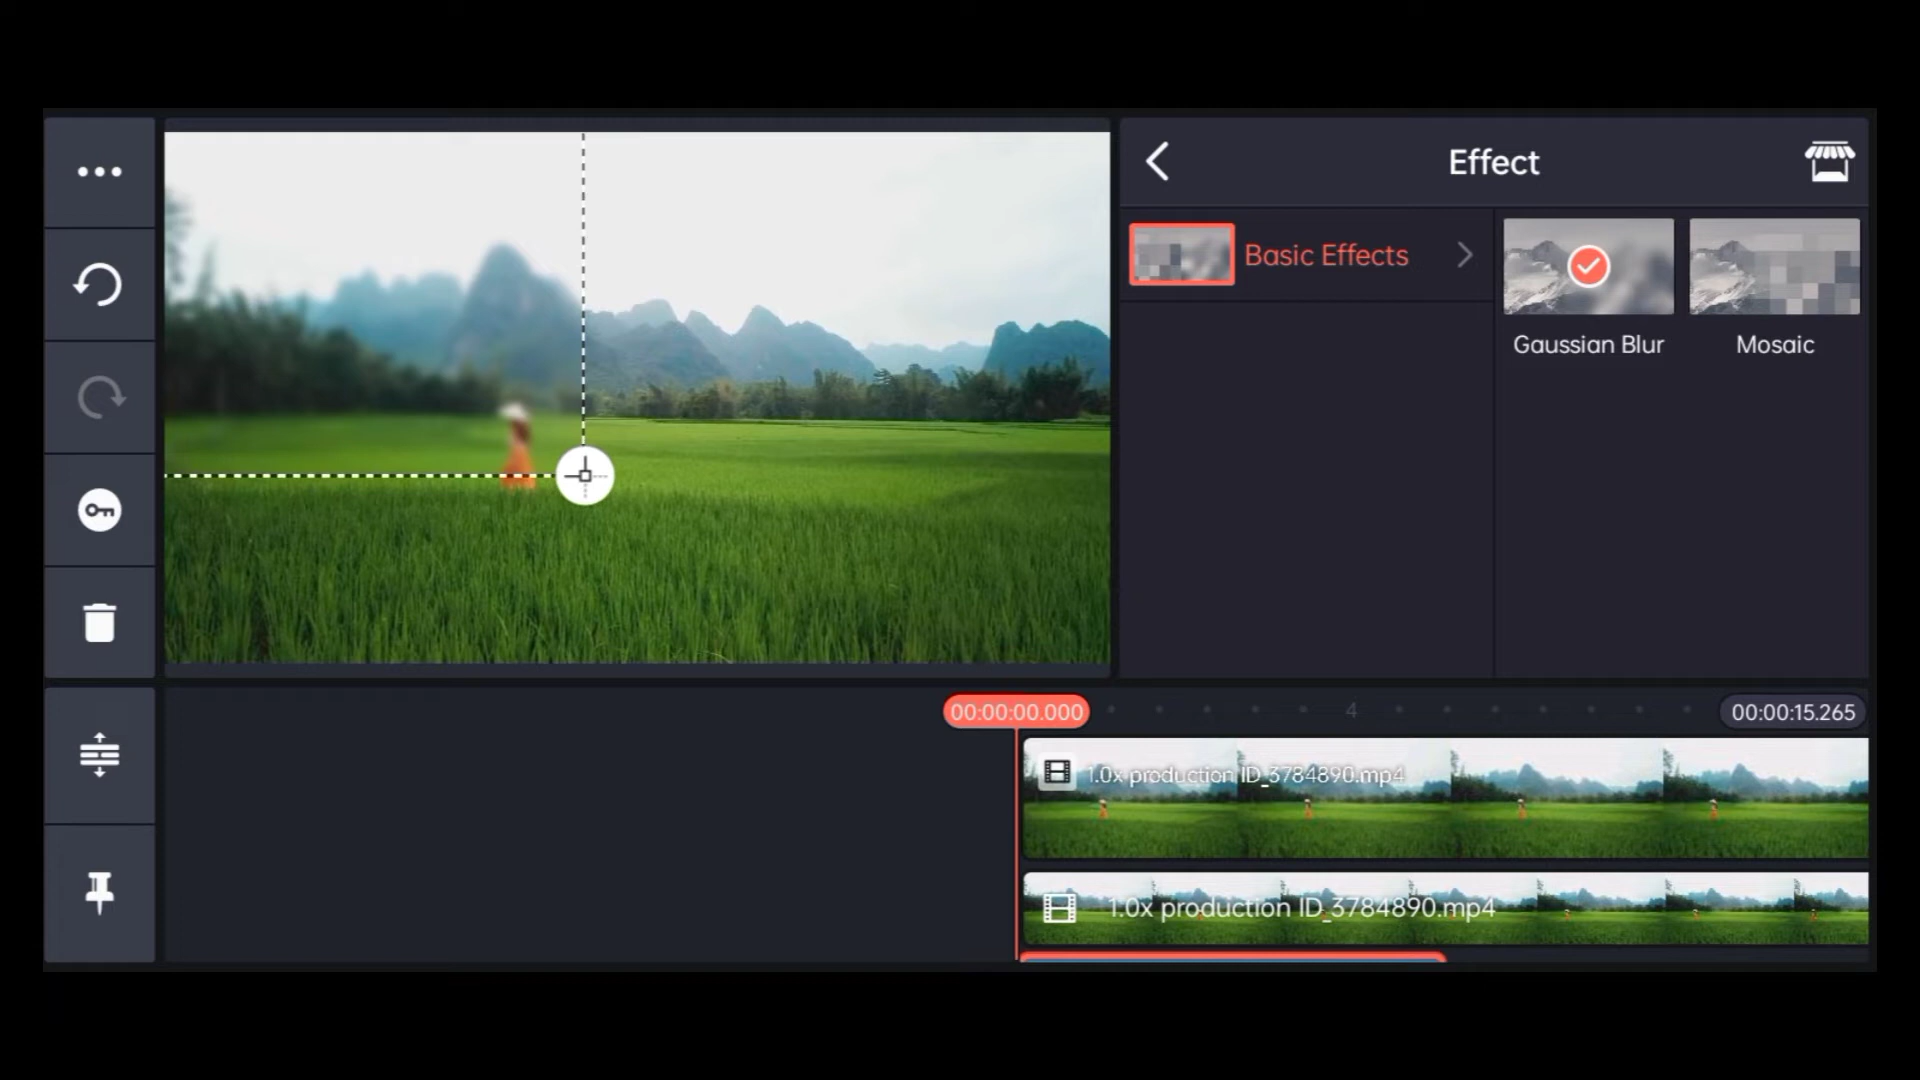 Effect
Basic Effects
Gaussian Blur
Mosaic
00:00:00.000
4
00:00:15.265
1.0x production ID_3784890.mp4
1.0x production ID_3784890.mp4